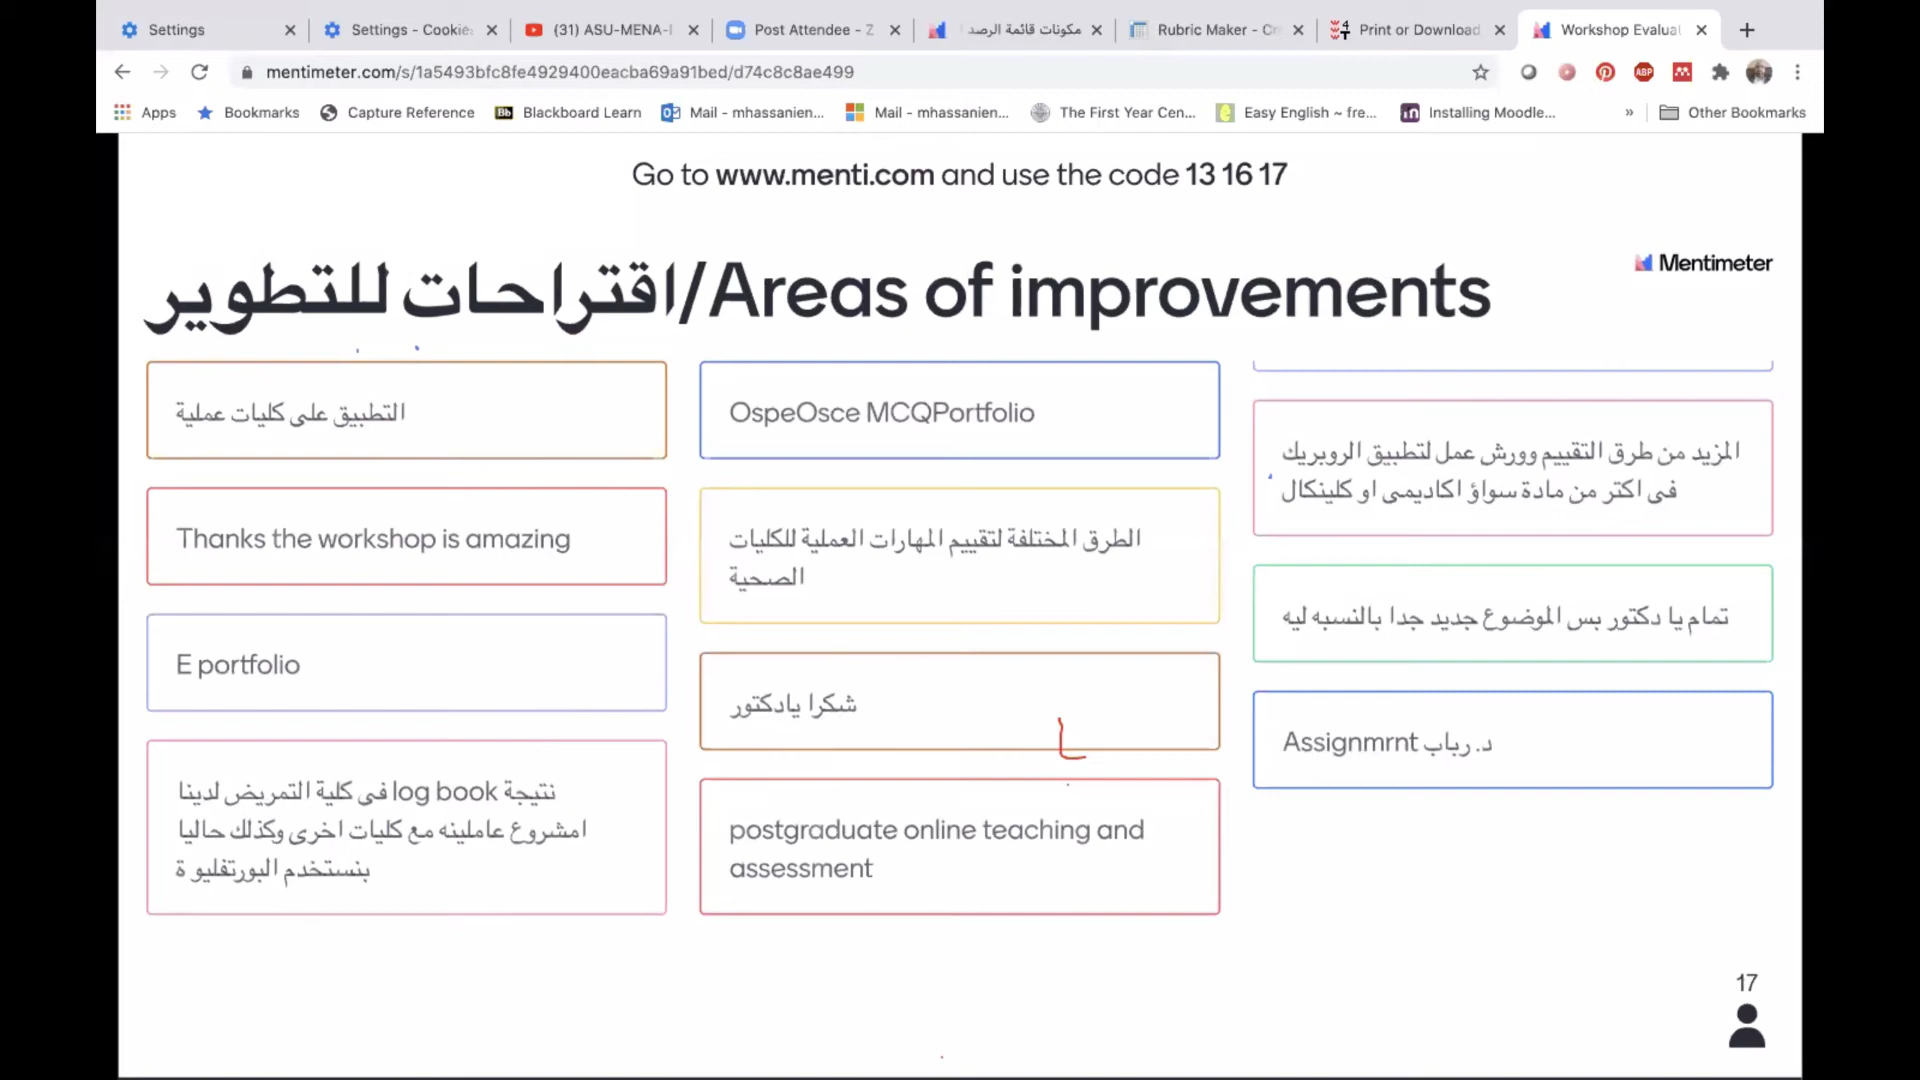 Settings
Settings - Cookie
(31) ASU-MENA-I
Post Attendee - Z
مكونات قائمة الرصد
Rubric Maker - Cr
Print or Download
Workshop Evaluat
mentimeter.com/s/1a5493bfc8fe4929400eacba69a91bed/d74c8c8ae499
ABP
Apps
Bookmarks
Capture Reference
Bb Blackboard Learn
Mail - mhassanien...
Mail - mhassanien...
The First Year Cen...
Easy English ~ fre...
in Installing Moodle...
»
Other Bookmarks
Go to www.menti.com and use the code 13 16 17
Mentimeter
اقتراحات للتطوير/Areas of improvements
التطبيق على كليات عملية
Thanks the workshop is amazing
E portfolio
نتيجة log book فى كلية التمريض لدينا
امشروع عاملينه مع كليات اخرى وكذلك حاليا
بنستخدم البورتفليو ة
OspeOsce MCQPortfolio
الطرق المختلفة لتقييم المهارات العملية للكليات
الصحية
شكرا يادكتور
postgraduate online teaching and
assessment
المزيد من طرق التقييم وورش عمل لتطبيق الروبريك
فى اكتر من مادة سواؤ اكاديمى او كلينكال
تمام يا دكتور بس الموضوع جديد جدا بالنسبه ليه
Assignmrnt د. رباب
17